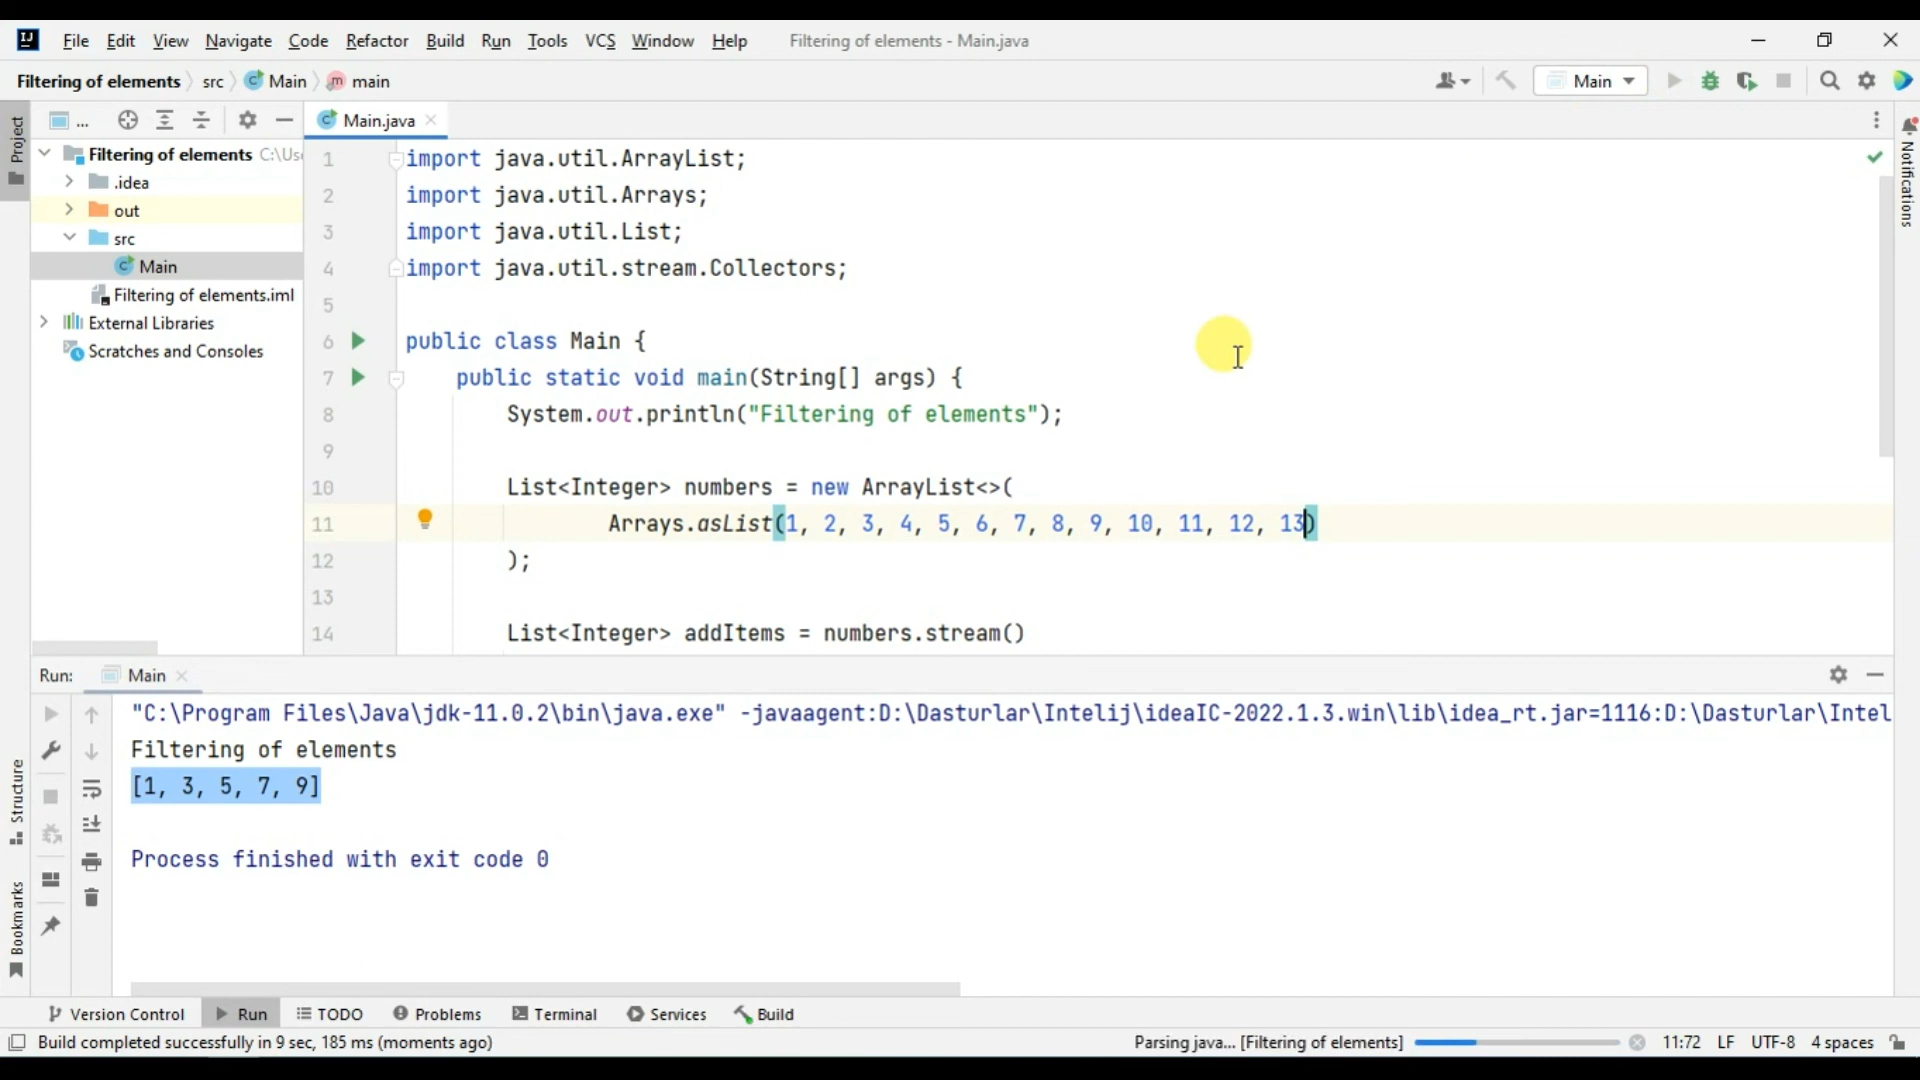 File Edit View Navigate Code Refactor Build Run Tools VCS Window Help Filtering of elements - Main.java
Filtering of elements src Main main Main
Project
... Main.java
Filtering of elements C:\Us
.idea
out
src
Main
Filtering of elements.iml
External Libraries
Scratches and Consoles
1 import java.util.ArrayList;
2 import java.util.Arrays;
3 import java.util.List;
4 import java.util.stream.Collectors;
5
6 public class Main {
7 public static void main(String[] args) {
8 System.out.println("Filtering of elements");
9
10 List<Integer> numbers = new ArrayList<>(
11 Arrays.asList(1, 2, 3, 4, 5, 6, 7, 8, 9, 10, 11, 12, 13)
12 );
13
14 List<Integer> addItems = numbers.stream()
Notifications
Run: Main
"C:\Program Files\Java\jdk-11.0.2\bin\java.exe" -javaagent:D:\Dasturlar\Intelij\ideaIC-2022.1.3.win\lib\idea_rt.jar=1116:D:\Dasturlar\Intel
Filtering of elements
[1, 3, 5, 7, 9]
Process finished with exit code 0
Structure
Bookmarks
Version Control Run TODO Problems Terminal Services Build
Build completed successfully in 9 sec, 185 ms (moments ago) Parsing java... [Filtering of elements] 11:72 LF UTF-8 4 spaces